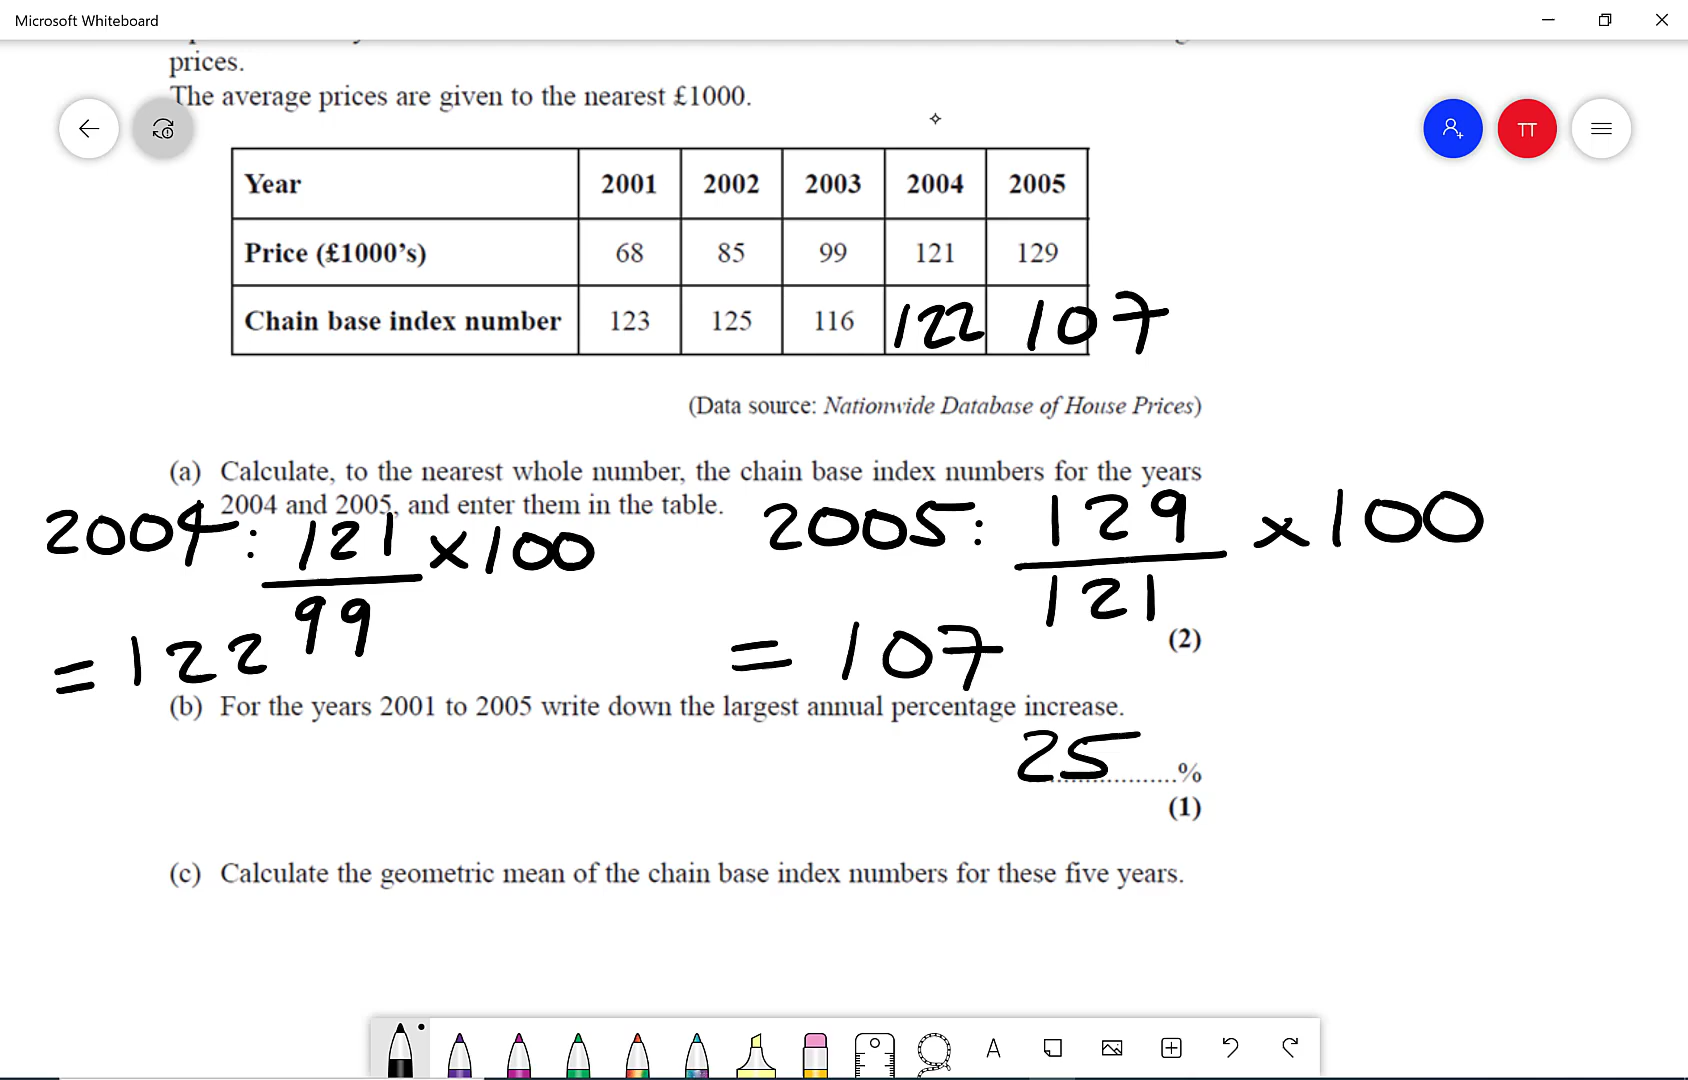 Microsoft Whiteboard
prices.
The average prices are given to the nearest £1000.
TT
Year 2001 2002 2003 2004 2005
Price (£1000's) 68 85 99 121 129
Chain base index number 123 125 116 122 107
(Data source: Nationwide Database of House Prices)
(a) Calculate, to the nearest whole number, the chain base index numbers for the years
2004 and 2005, and enter them in the table.
2004: 121 x 100
99
= 122
2005: 129 x 100
121
= 107
(2)
(b) For the years 2001 to 2005 write down the largest annual percentage increase.
25 ..................%
(1)
(c) Calculate the geometric mean of the chain base index numbers for these five years.
A